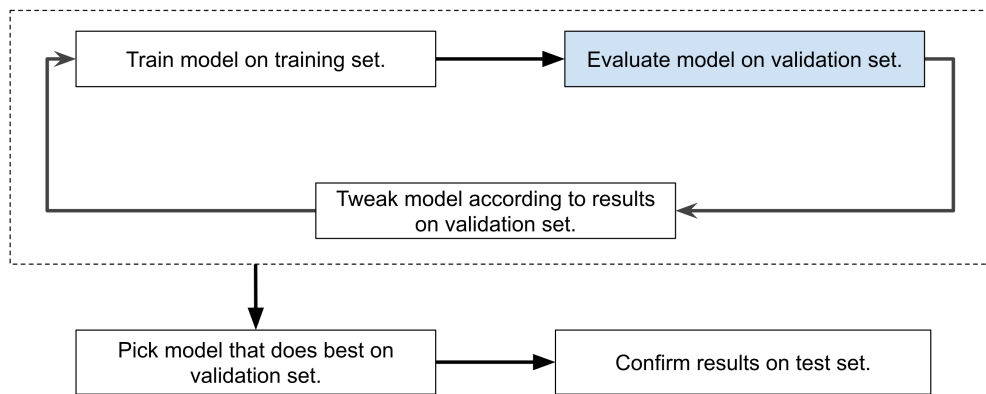 Train model on training set.
Evaluate model on validation set.
Tweak model according to results
on validation set.
Pick model that does best on
validation set.
Confirm results on test set.